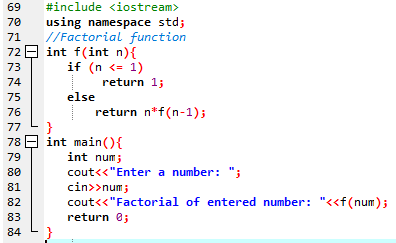 69 #include <iostream>
70 using namespace std;
71 //Factorial function
72 int f(int n){
73 if (n <= 1)
74 return 1;
75 else
76 return n*f(n-1);
77 }
78 int main(){
79 int num;
80 cout<<"Enter a number: ";
81 cin>>num;
82 cout<<"Factorial of entered number: "<<f(num);
83 return 0;
84 }